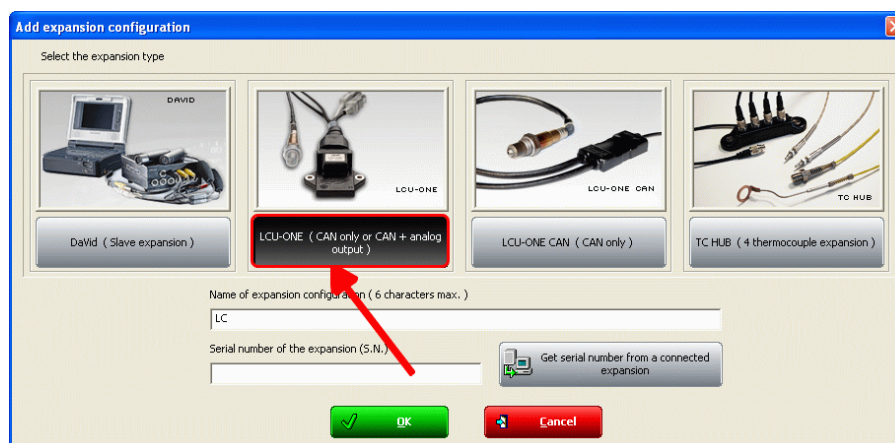 Add expansion configuration
Select the expansion type
DAVID
LCU-ONE
LCU-ONE CAN
TC HUB
DaVid ( Slave expansion )
LCU-ONE ( CAN only or CAN + analog
output )
LCU-ONE CAN ( CAN only )
TC HUB ( 4 thermocouple expansion )
Name of expansion configuration ( 6 characters max. )
LC
Serial number of the expansion (S.N.)
Get serial number from a connected
expansion
OK
Cancel